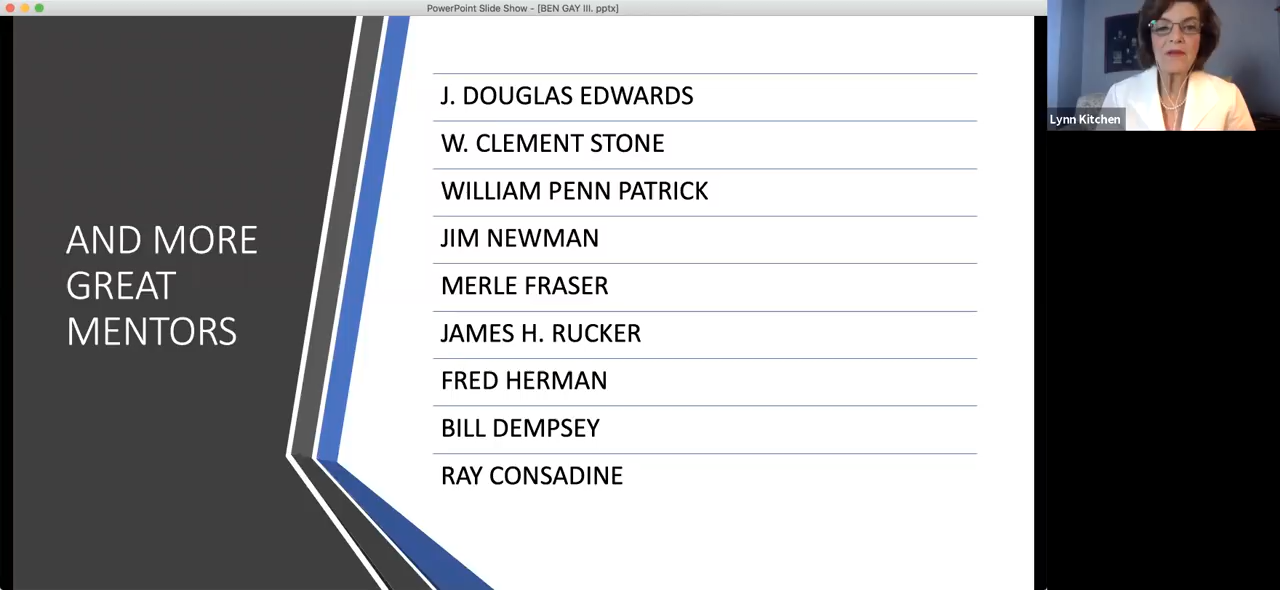 PowerPoint Slide Show - [BEN GAY III. pptx]
AND MORE
GREAT
MENTORS
J. DOUGLAS EDWARDS
W. CLEMENT STONE
WILLIAM PENN PATRICK
JIM NEWMAN
MERLE FRASER
JAMES H. RUCKER
FRED HERMAN
BILL DEMPSEY
RAY CONSADINE
Lynn Kitchen